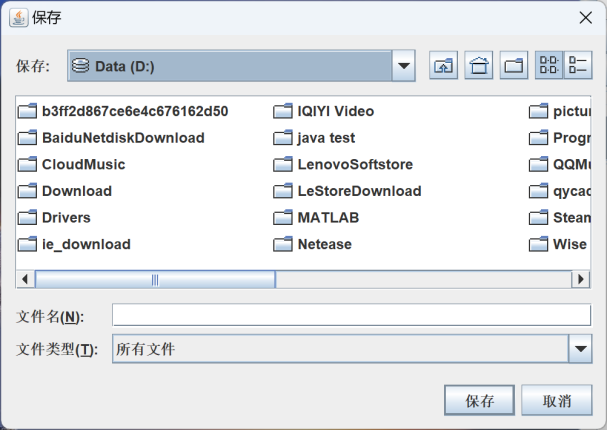 保存
保存:
Data (D:)
b3ff2d867ce6e4c676162d50
IQIYI Video
pictur
BaiduNetdiskDownload
java test
Progr
CloudMusic
LenovoSoftstore
QQMu
Download
LeStoreDownload
qycac
Drivers
MATLAB
Steam
ie_download
Netease
Wise
文件名(N):
文件类型(T):
所有文件
保存
取消